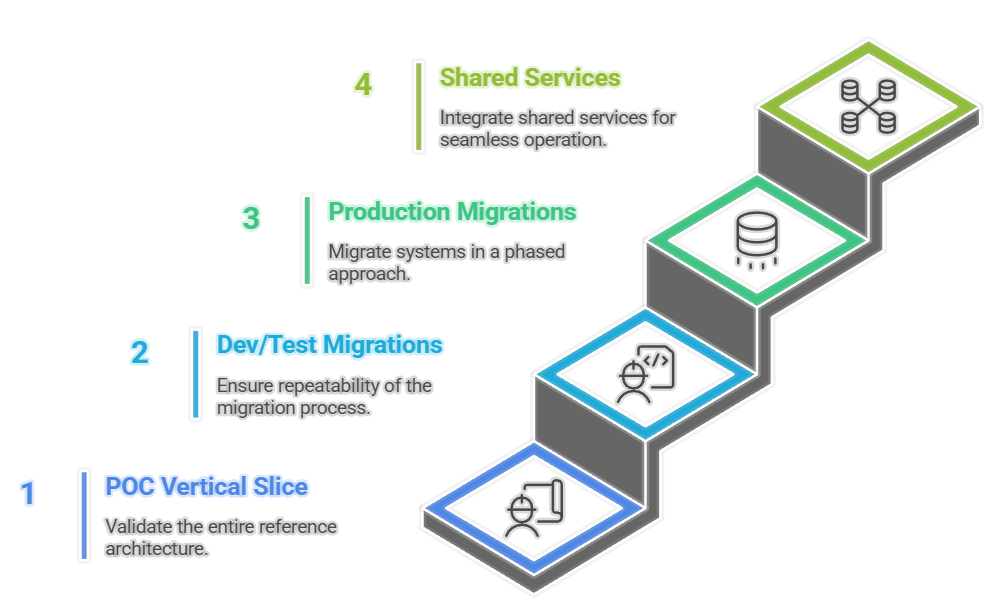 4
Shared Services
Integrate shared services for
seamless operation.
3
Production Migrations
Migrate systems in a phased
approach.
2
Dev/Test Migrations
Ensure repeatability of the
migration process.
1
POC Vertical Slice
Validate the entire reference
architecture.